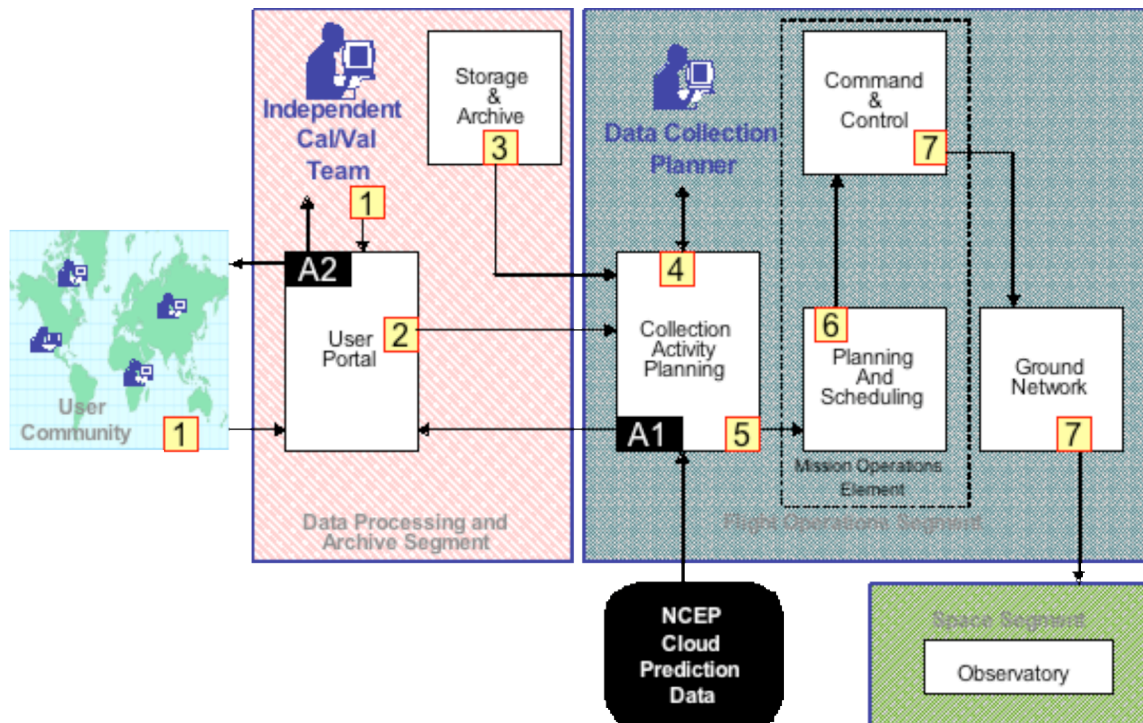 Independent
Cal/Val
Team
1
Storage
&
Archive
3
Data Collection
Planner
Command
&
Control
7
A2
User
Portal
2
4
Collection
Activity
Planning
A1
5
6
Planning
And
Scheduling
Mission Operations
Element
Ground
Network
7
User
Community
1
Data Processing and
Archive Segment
Flight Operations Segment
NCEP
Cloud
Prediction
Data
Space Segment
Observatory